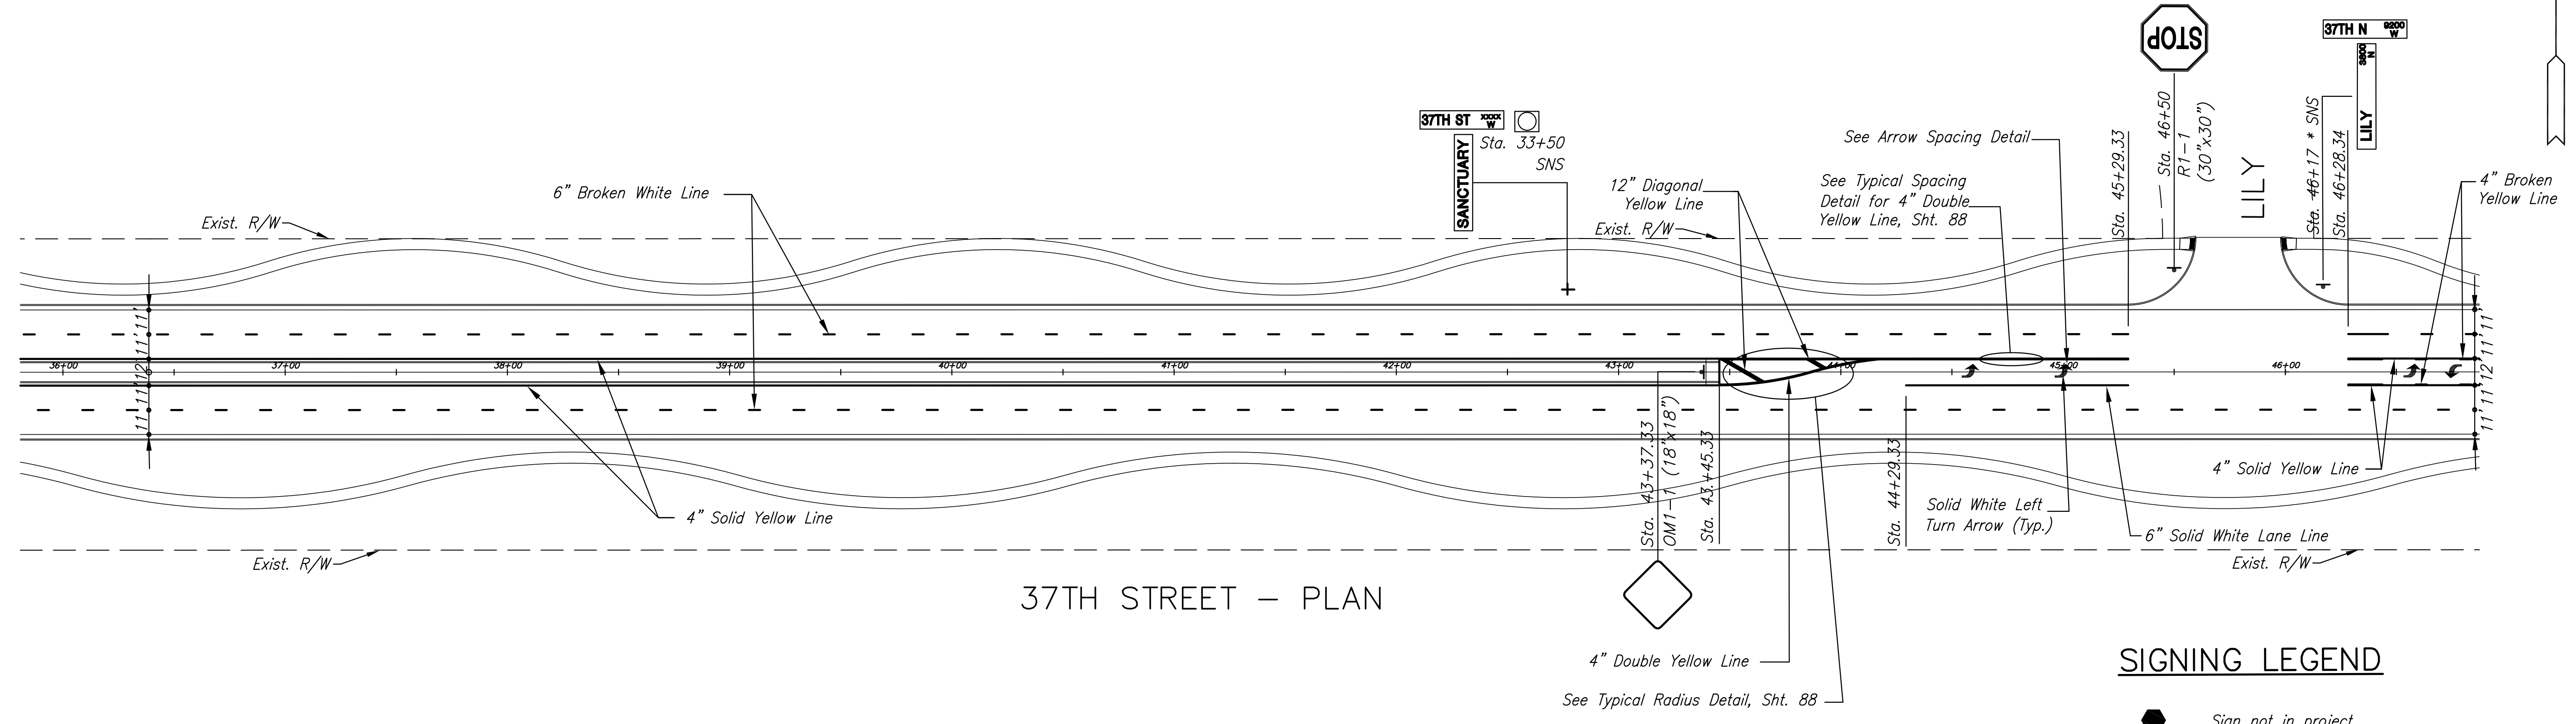 STOP
37TH N 9200 W
3800 N
LILY
37TH ST XXXX W
SANCTUARY
Sta. 33+50
SNS
See Arrow Spacing Detail
Sta. 45+29.33
Sta. 46+50
R1-1
(30"x30")
LILY
Sta. 46+17 * SNS
Sta. 46+28.34
6" Broken White Line
12" Diagonal
Yellow Line
See Typical Spacing
Detail for 4" Double
Yellow Line, Sht. 88
4" Broken
Yellow Line
Exist. R/W
Exist. R/W
11' 11' 12' 11' 11'
36+00
37+00
38+00
39+00
40+00
41+00
42+00
43+00
44+00
45+00
46+00
11' 11' 12' 11' 11'
Sta. 43+37.33
OM1-1 (18"x18")
Sta. 43+45.33
Sta. 44+29.33
4" Solid Yellow Line
4" Solid Yellow Line
Solid White Left
Turn Arrow (Typ.)
6" Solid White Lane Line
Exist. R/W
Exist. R/W
37TH STREET - PLAN
4" Double Yellow Line
See Typical Radius Detail, Sht. 88
SIGNING LEGEND
Sign not in project